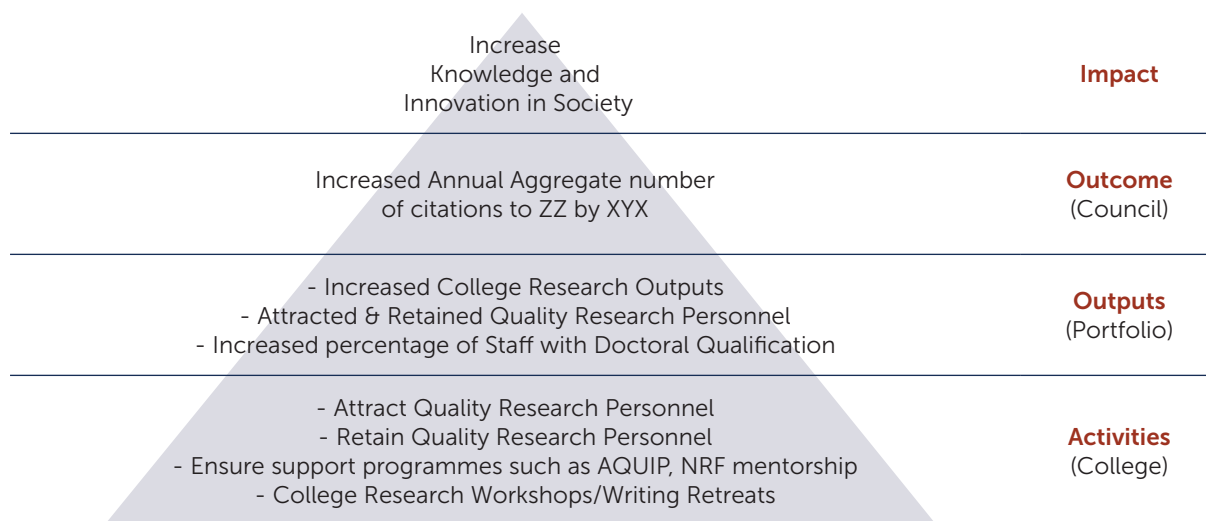 Increase
Knowledge and
Innovation in Society
Impact
Increased Annual Aggregate number
of citations to ZZ by XYX
Outcome
(Council)
- Increased College Research Outputs
- Attracted & Retained Quality Research Personnel
- Increased percentage of Staff with Doctoral Qualification
Outputs
(Portfolio)
- Attract Quality Research Personnel
- Retain Quality Research Personnel
- Ensure support programmes such as AQUIP, NRF mentorship
- College Research Workshops/Writing Retreats
Activities
(College)